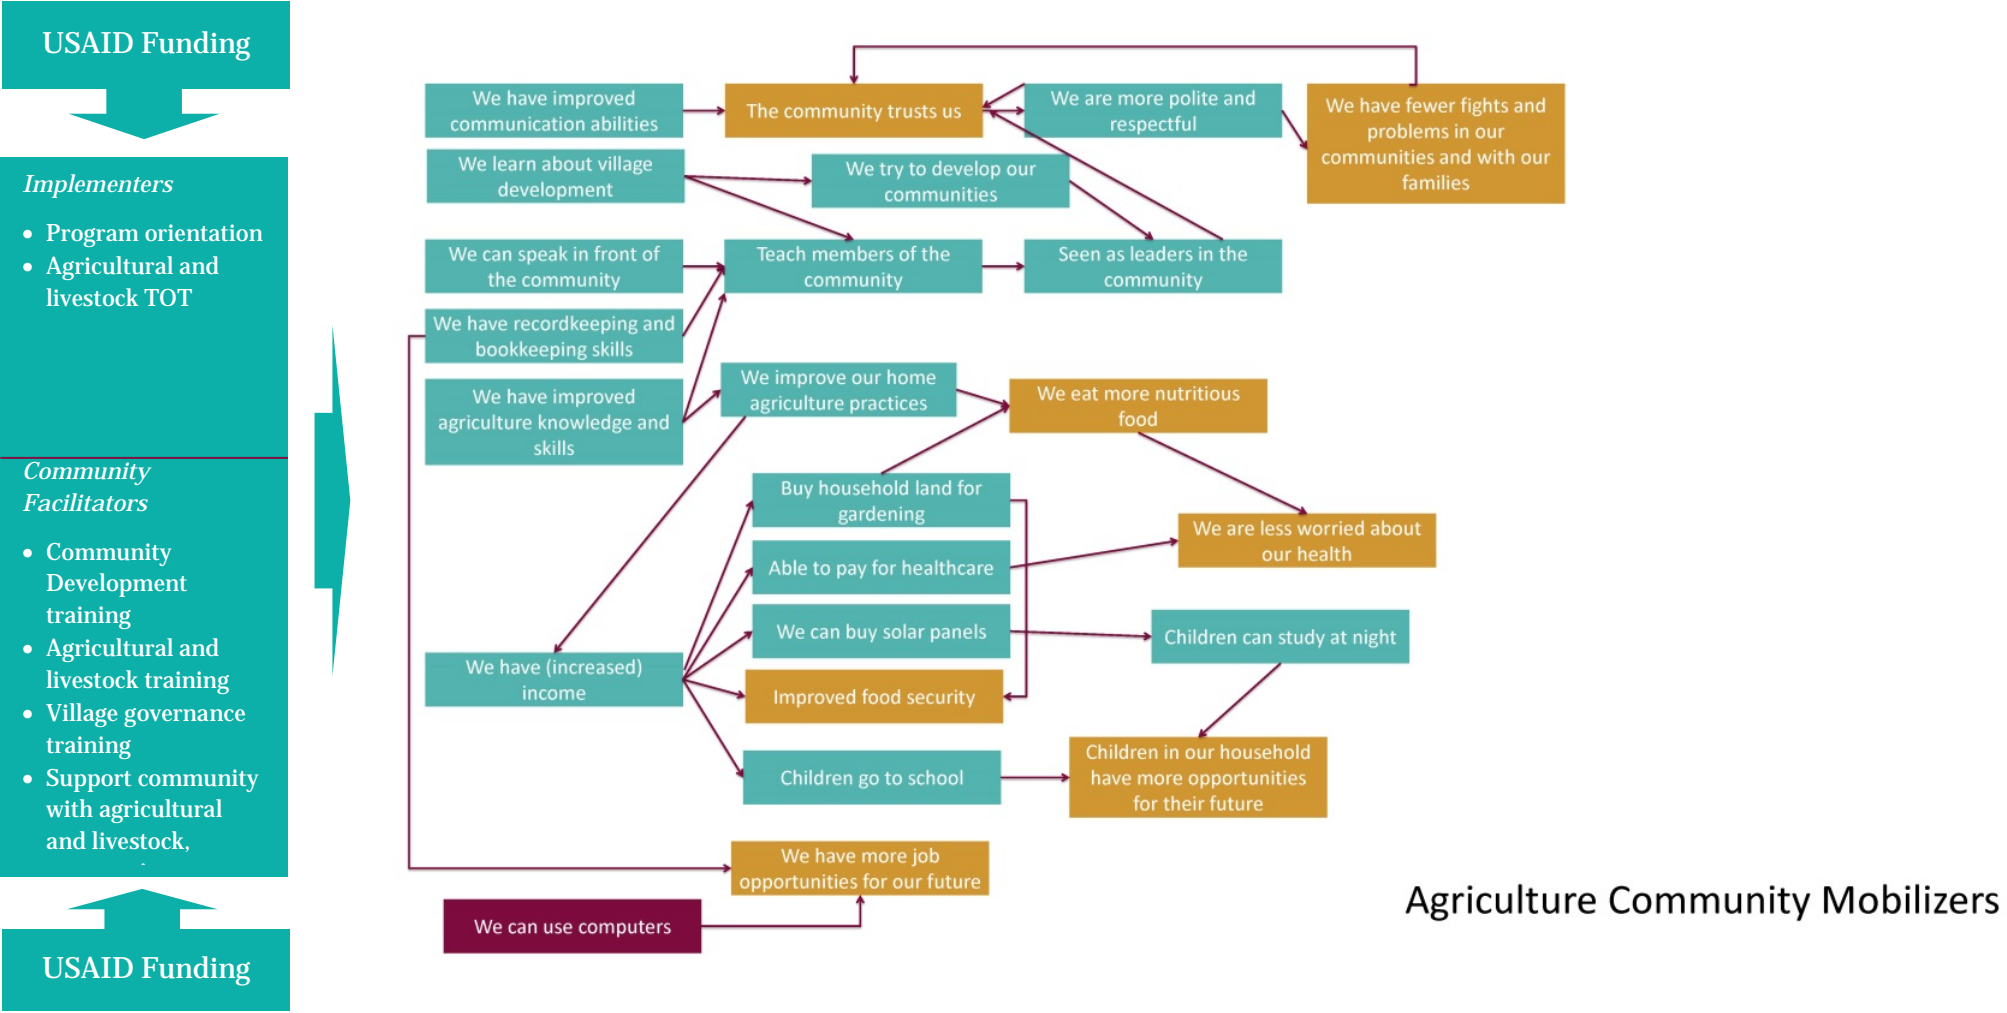 USAID Funding
Implementers
• Program orientation
• Agricultural and
livestock TOT
Community
Facilitators
• Community
Development
training
• Agricultural and
livestock training
• Village governance
training
• Support community
with agricultural
and livestock,
USAID Funding
We have improved
communication abilities
The community trusts us
We are more polite and
respectful
We have fewer fights and
problems in our
communities and with our
families
We learn about village
development
We try to develop our
communities
We can speak in front of
the community
Teach members of the
community
Seen as leaders in the
community
We have recordkeeping and
bookkeeping skills
We have improved
agriculture knowledge and
skills
We improve our home
agriculture practices
We eat more nutritious
food
Buy household land for
gardening
We are less worried about
our health
Able to pay for healthcare
We can buy solar panels
Children can study at night
We have (increased)
income
Improved food security
Children go to school
Children in our household
have more opportunities
for their future
We have more job
opportunities for our future
We can use computers
Agriculture Community Mobilizers